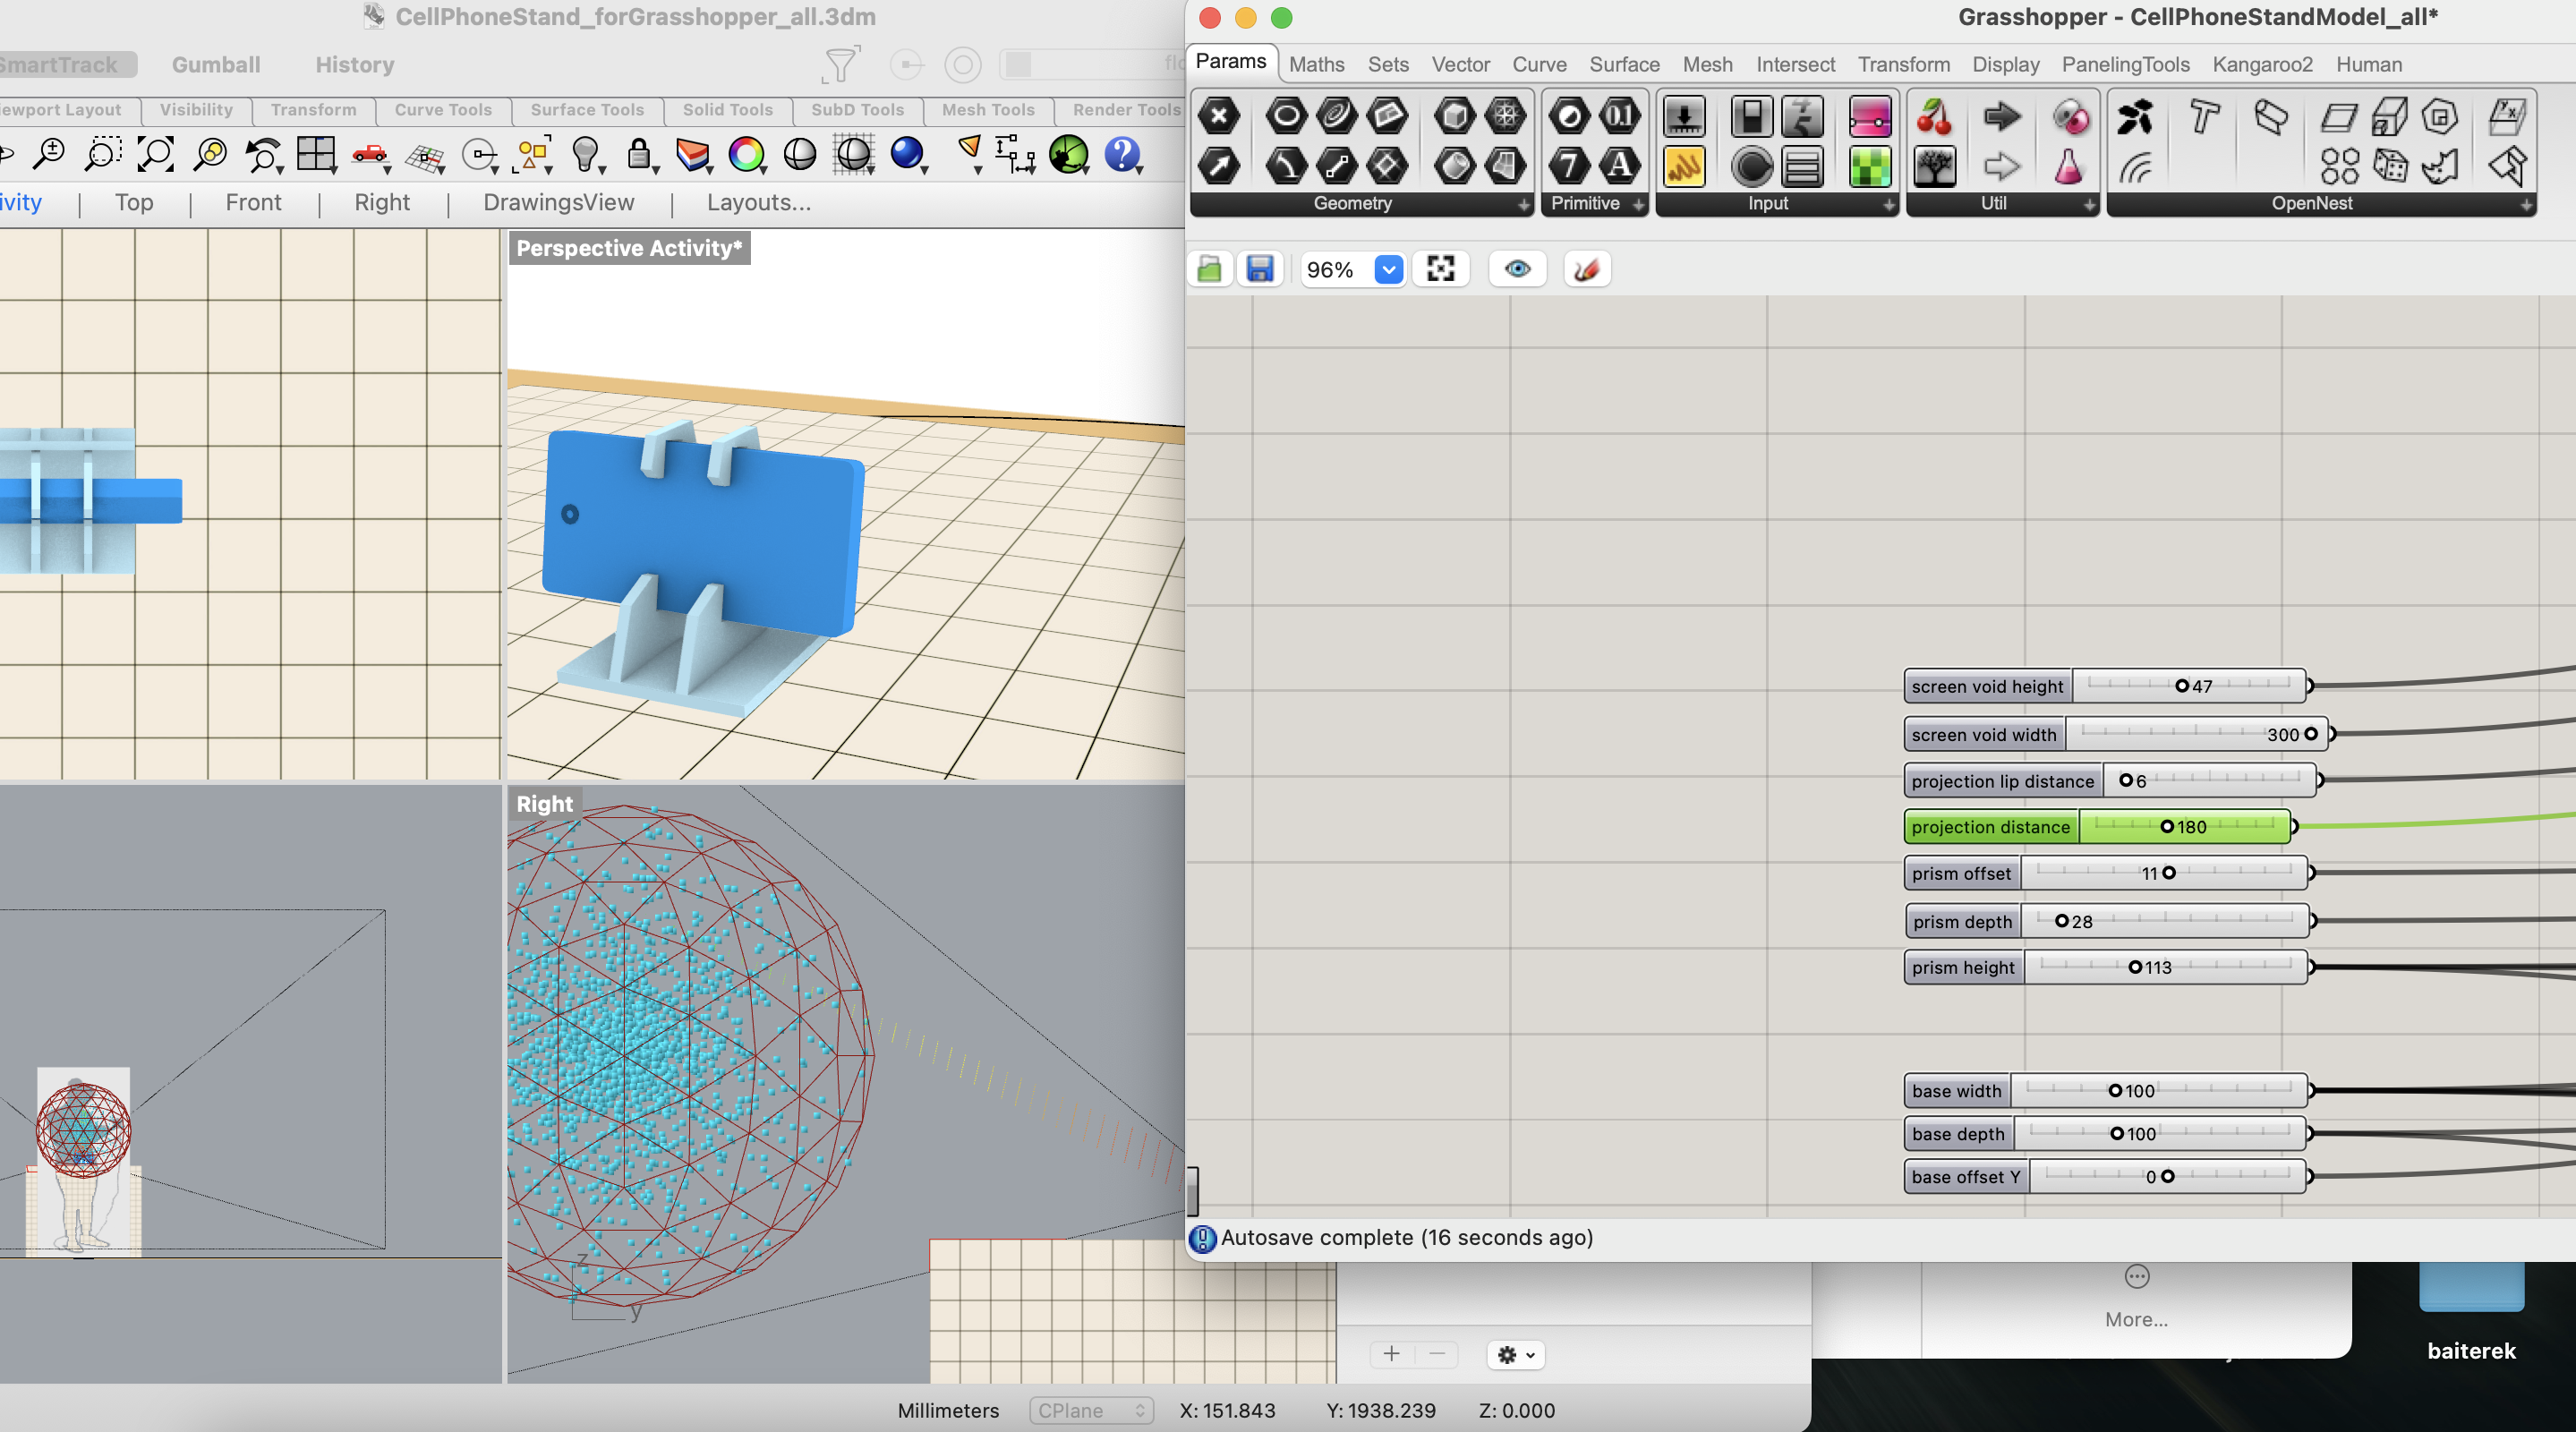 CellPhoneStand_forGrasshopper_all.3dm
SmartTrack Gumball History
Viewport Layout Visibility Transform Curve Tools Surface Tools Solid Tools SubD Tools Mesh Tools Render Tools
Top Front Right DrawingsView Layouts...
Perspective Activity*
Right
z
y
Millimeters CPlane X: 151.843 Y: 1938.239 Z: 0.000
Grasshopper - CellPhoneStandModel_all*
Params Maths Sets Vector Curve Surface Mesh Intersect Transform Display PanelingTools Kangaroo2 Human
Geometry Primitive Input Util OpenNest
96%
screen void height 47
screen void width 300
projection lip distance 6
projection distance 180
prism offset 11
prism depth 28
prism height 113
base width 100
base depth 100
base offset Y 0
Autosave complete (16 seconds ago)
More...
baiterek